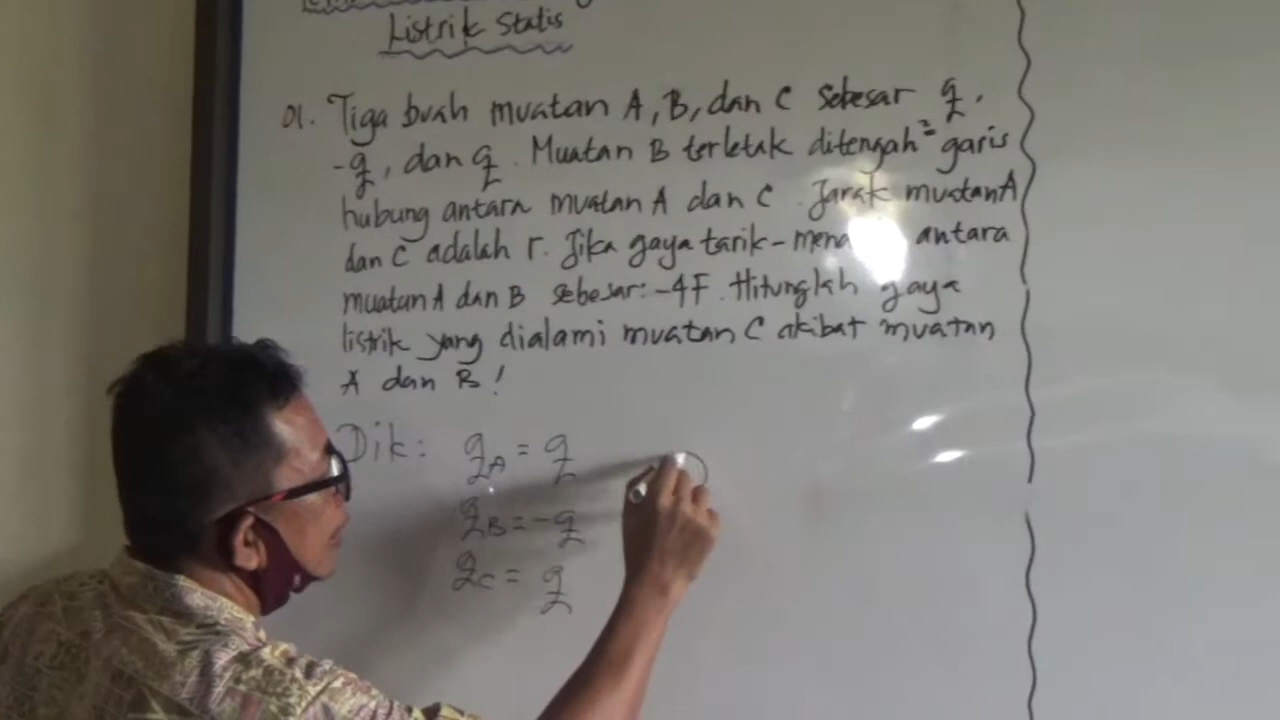 Listrik Statis
01. Tiga buah muatan A, B, dan C sebesar q,
-q, dan q. Muatan B terletak ditengah² garis
hubung antara muatan A dan C. Jarak muatan A
dan C adalah r. Jika gaya tarik-mena antara
muatan A dan B sebesar: -4F. Hitunglah gaya
listrik yang dialami muatan C akibat muatan
A dan B!
Dik: qA = q
qB = -q
qC = q